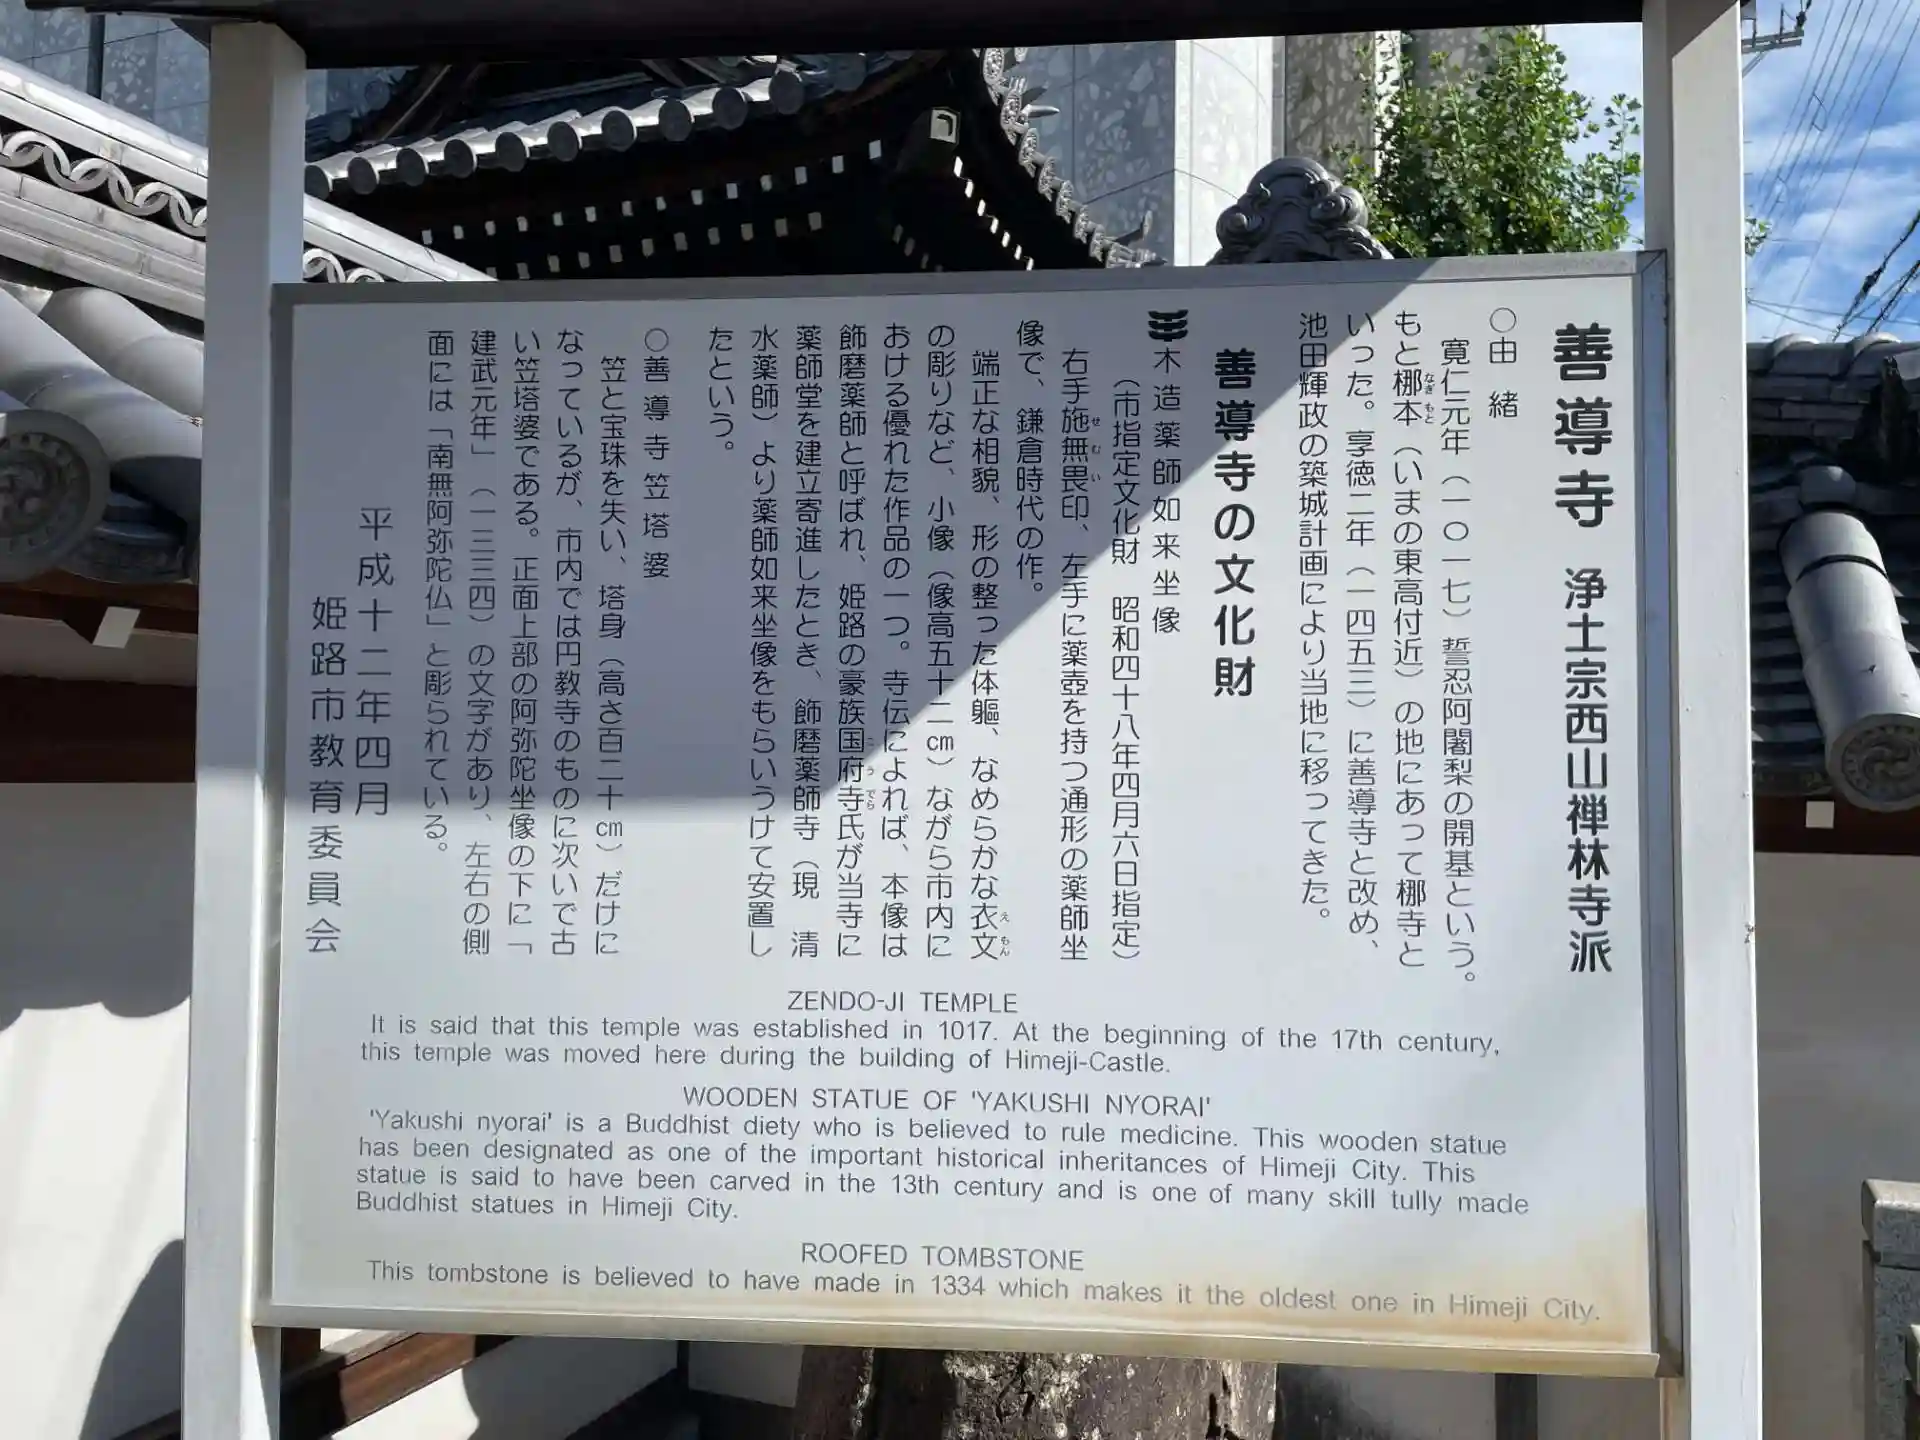 善導寺 浄土宗西山禅林寺派
○由緒
寛仁元年（一〇一七）誓忍阿闍梨の開基という。
もと梛本（いまの東高付近）の地にあって梛寺と
なぎもと
いった。享徳二年（一四五三）に善導寺と改め、
池田輝政の築城計画により当地に移ってきた。
善導寺の文化財
木造薬師如来坐像
（市指定文化財 昭和四十八年四月六日指定）
右手施無畏印、左手に薬壺を持つ通形の薬師坐
せむい
像で、鎌倉時代の作。
端正な相貌、形の整った体軀、なめらかな衣文
えもん
の彫りなど、小像（像高五十二㎝）ながら市内に
おける優れた作品の一つ。寺伝によれば、本像は
飾磨薬師と呼ばれ、姫路の豪族国府寺氏が当寺に
こうでら
薬師堂を建立寄進したとき、飾磨薬師寺（現 清
水薬師）より薬師如来坐像をもらいうけて安置し
たという。
○善導寺笠塔婆
笠と宝珠を失い、塔身（高さ百二十㎝）だけに
なっているが、市内では円教寺のものに次いで古
い笠塔婆である。正面上部の阿弥陀坐像の下に「
建武元年」（一三三四）の文字があり、左右の側
面には「南無阿弥陀仏」と彫られている。
平成十二年四月
姫路市教育委員会
ZENDO-JI TEMPLE
It is said that this temple was established in 1017. At the beginning of the 17th century,
this temple was moved here during the building of Himeji-Castle.
WOODEN STATUE OF 'YAKUSHI NYORAI'
'Yakushi nyorai' is a Buddhist diety who is believed to rule medicine. This wooden statue
has been designated as one of the important historical inheritances of Himeji City. This
statue is said to have been carved in the 13th century and is one of many skill tully made
Buddhist statues in Himeji City.
ROOFED TOMBSTONE
This tombstone is believed to have made in 1334 which makes it the oldest one in Himeji City.